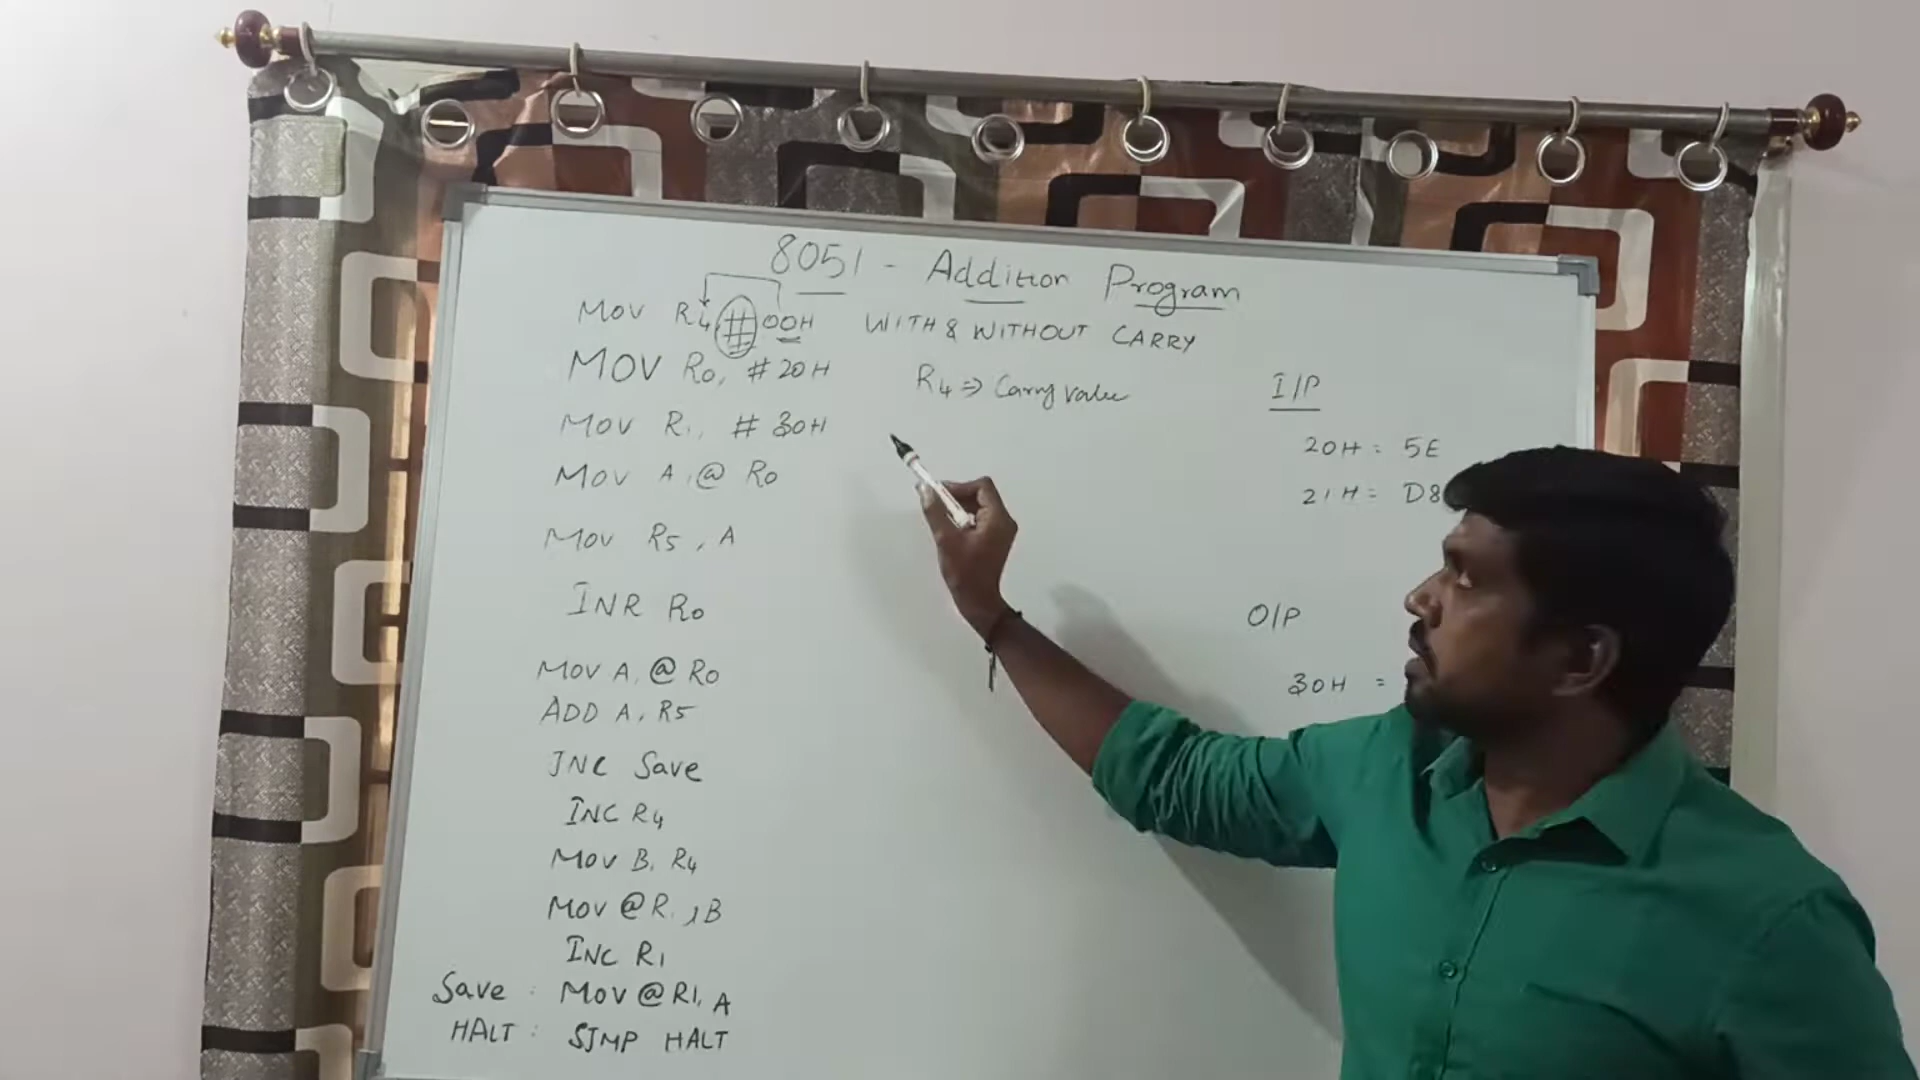 8051 - Addition Program
MOV R4 # 00H WITH & WITHOUT CARRY
MOV R0, # 20H
R4 => Carry value
MOV R1, # 30H
MOV A, @ R0
MOV R5, A
INR R0
MOV A, @ R0
ADD A, R5
JNC Save
INC R4
MOV B, R4
MOV @ R1, B
INC R1
Save : MOV @ R1, A
HALT : SJMP HALT
I/P
20H = 5E
21H = D8
O/P
30H =